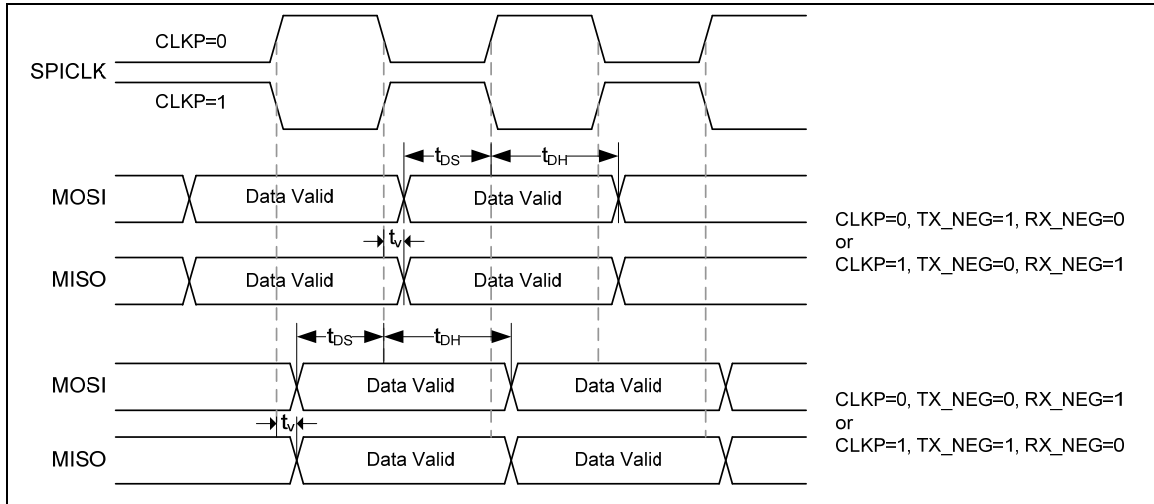 CLKP=0
SPICLK
CLKP=1
tDS tDH
MOSI Data Valid Data Valid
CLKP=0, TX_NEG=1, RX_NEG=0
or
CLKP=1, TX_NEG=0, RX_NEG=1
tv
MISO Data Valid Data Valid
tDS tDH
MOSI Data Valid Data Valid
CLKP=0, TX_NEG=0, RX_NEG=1
or
CLKP=1, TX_NEG=1, RX_NEG=0
tv
MISO Data Valid Data Valid